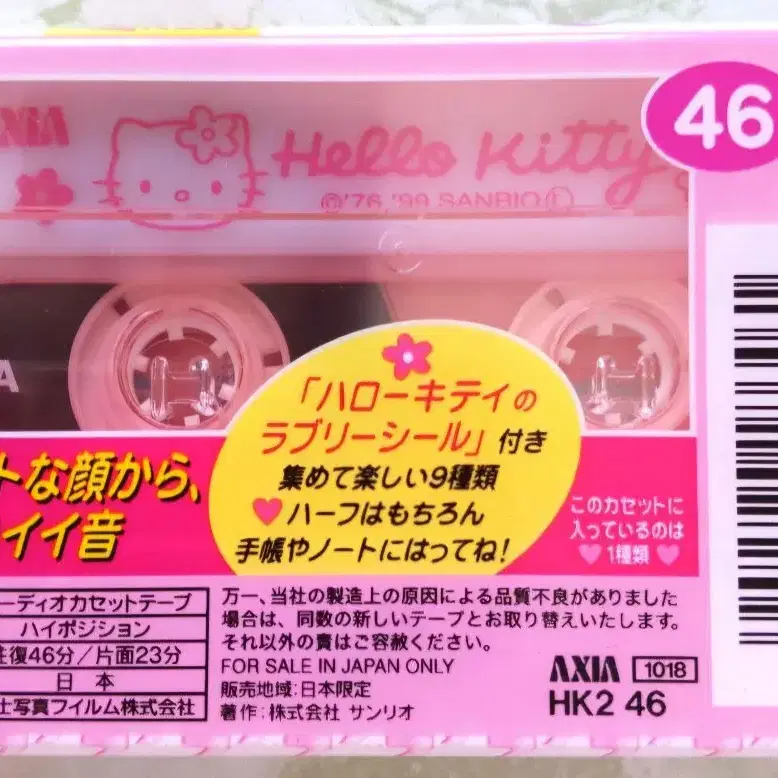 AXIA
Hello Kitty
46
©'76,'99 SANRIO Ⓛ
A
「ハローキティの
ラブリーシール」付き
集めて楽しい9種類
ハーフはもちろん
手帳やノートにはってね!
トな顔から、
イイ音
このカセットに
入っているのは
1種類
ーディオカセットテープ
ハイポジション
往復46分/片面23分
日 本
士写真フイルム株式会社
万一、当社の製造上の原因による品質不良がありました
場合は、同数の新しいテープとお取り替えいたします。
それ以外の責はご容赦ください。
FOR SALE IN JAPAN ONLY
販売地域:日本限定
著作:株式会社 サンリオ
AXIA 1018
HK2 46